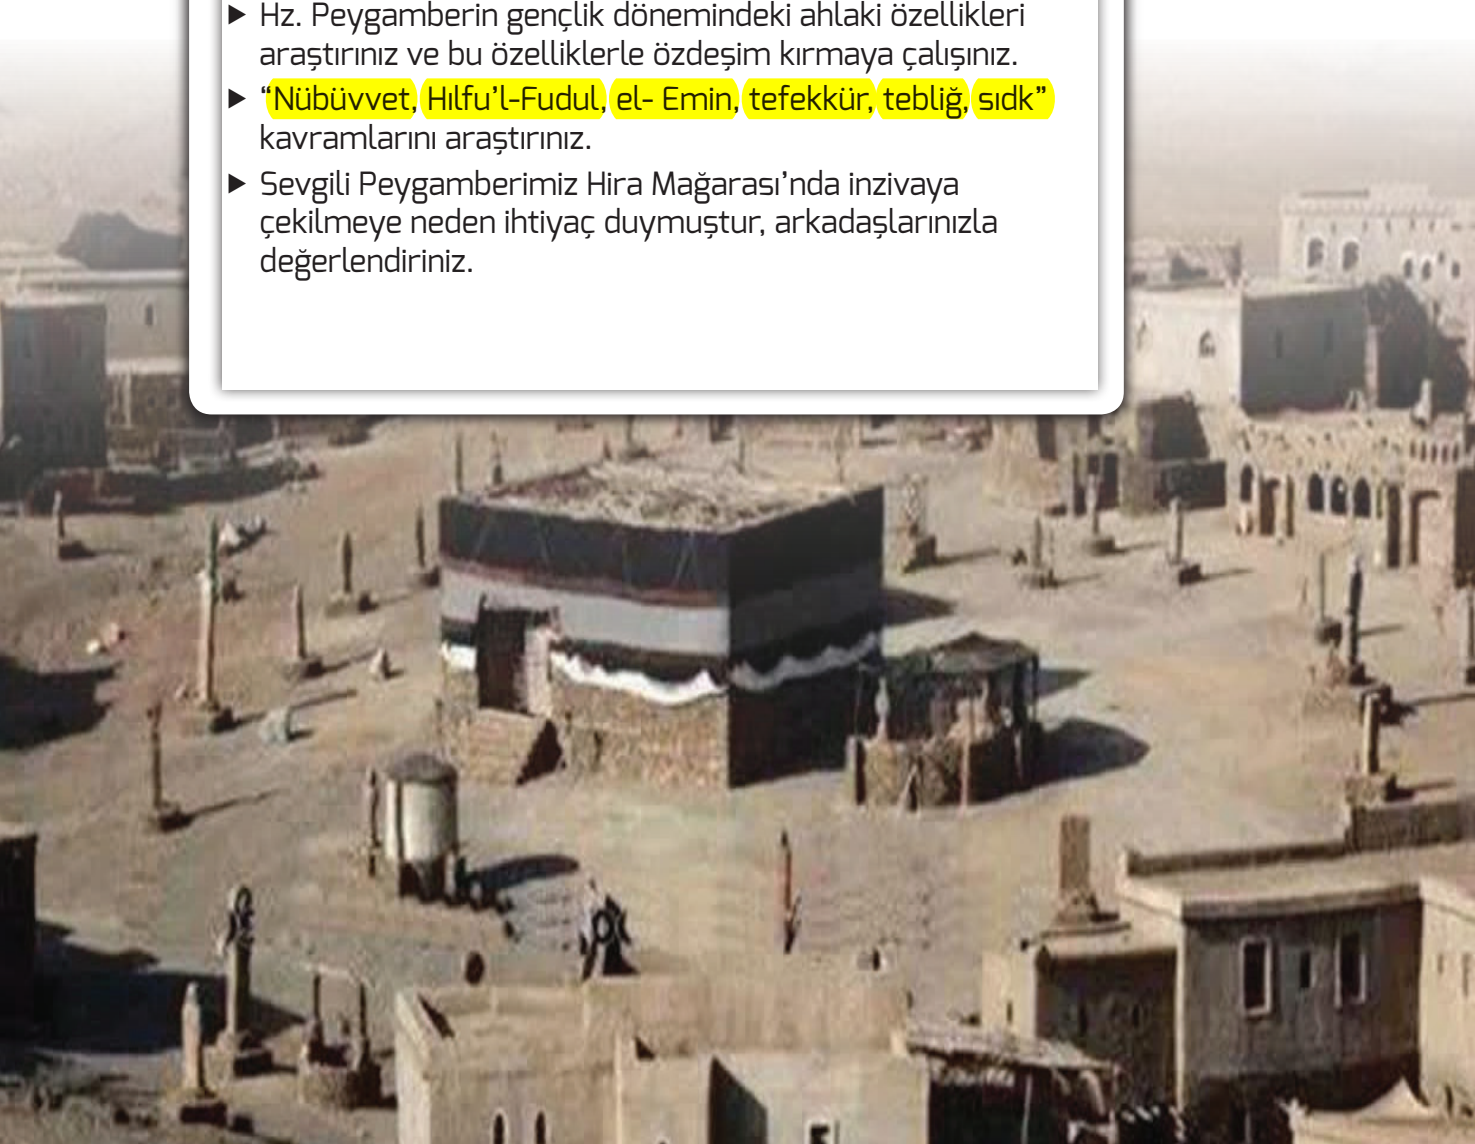 ▶ Hz. Peygamberin gençlik dönemindeki ahlaki özellikleri
araştırınız ve bu özelliklerle özdeşim kırmaya çalışınız.
▶ “Nübüvvet, Hılfu’l-Fudul, el- Emin, tefekkür, tebliğ, sıdk”
kavramlarını araştırınız.
▶ Sevgili Peygamberimiz Hira Mağarası’nda inzivaya
çekilmeye neden ihtiyaç duymuştur, arkadaşlarınızla
değerlendiriniz.